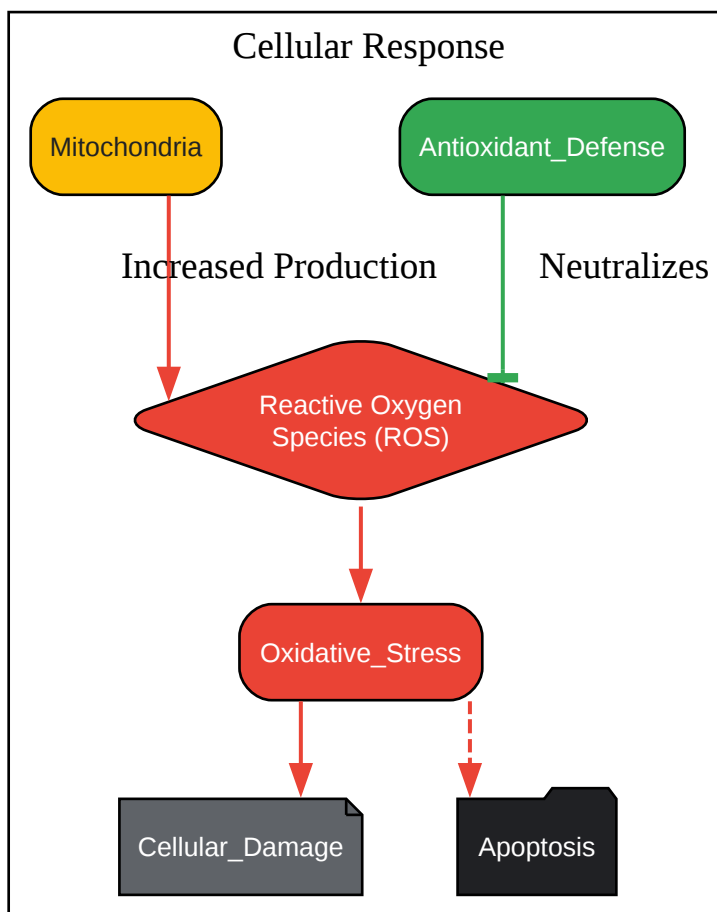 Cellular Response
Mitochondria
Antioxidant_Defense
Increased Production
Neutralizes
Reactive Oxygen
Species (ROS)
Oxidative_Stress
Cellular_Damage
Apoptosis